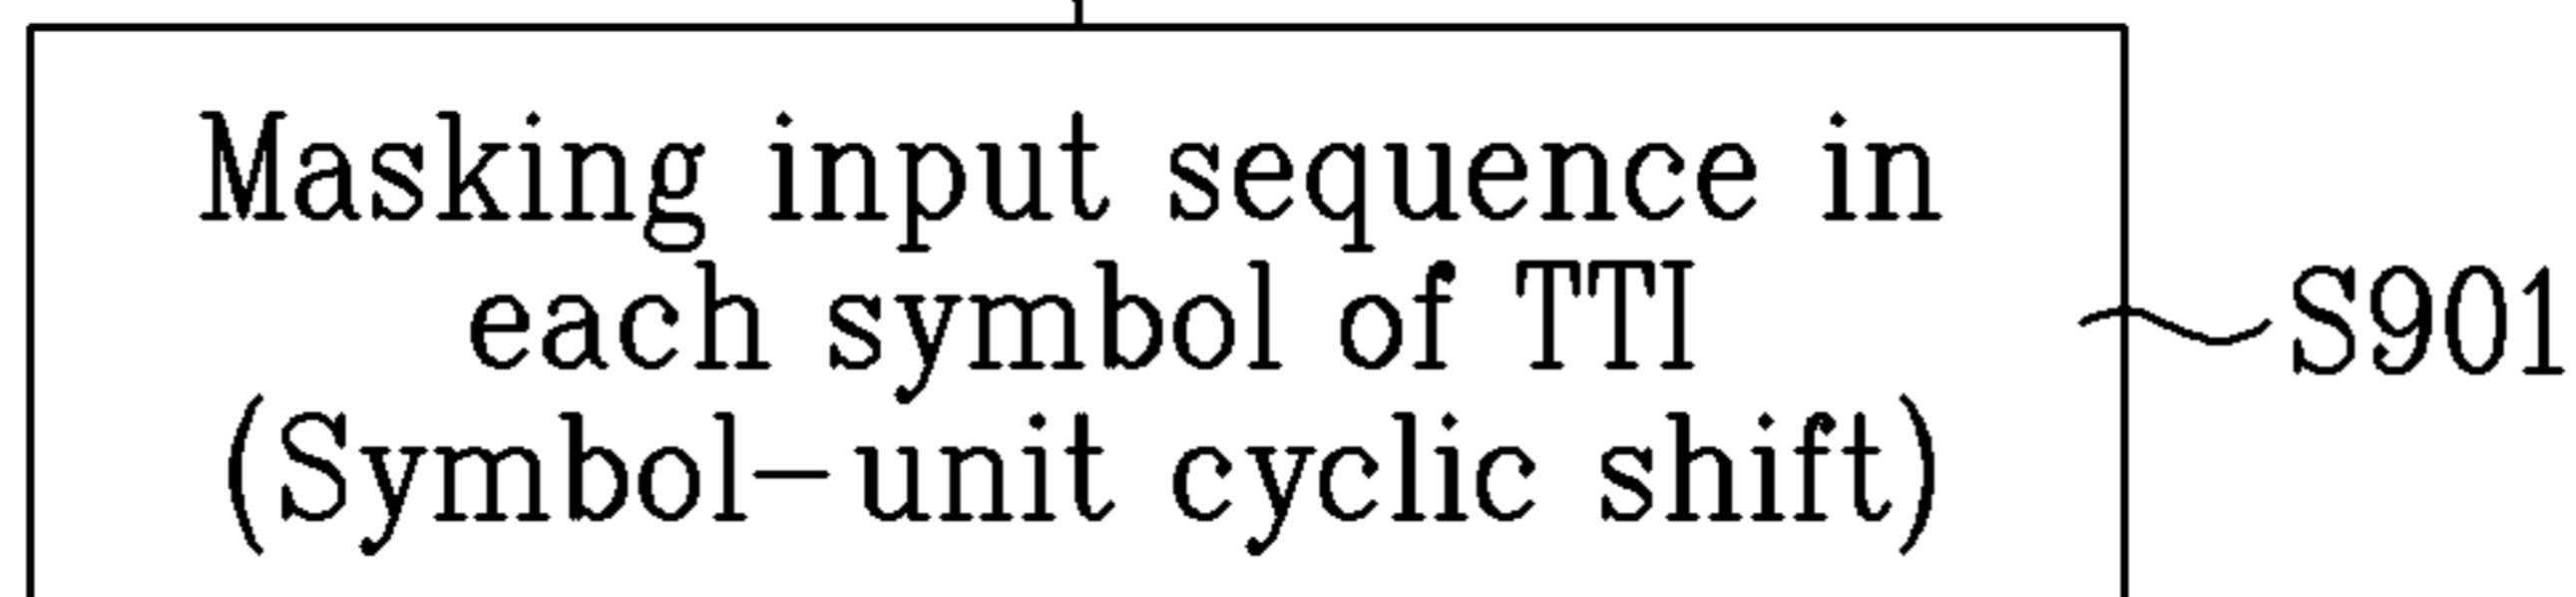 Masking input sequence in
each symbol of TTI
(Symbol-unit cyclic shift)
S901